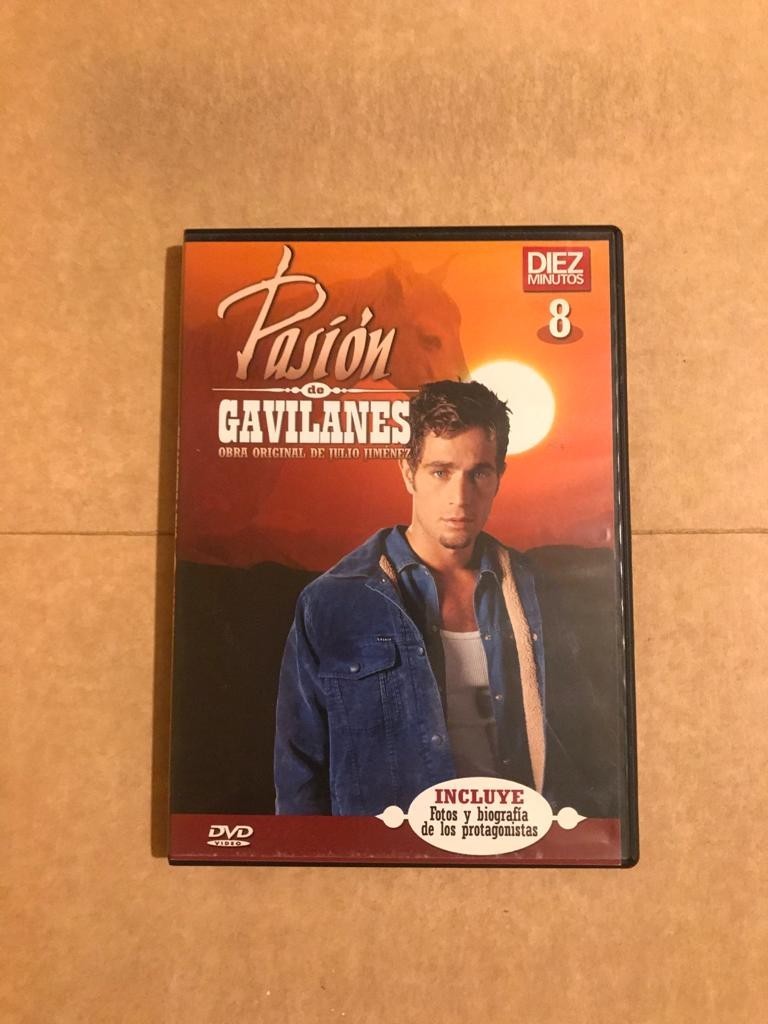 Pasión
de
GAVILANES
OBRA ORIGINAL DE JULIO JIMÉNEZ
DIEZ
MINUTOS
8
INCLUYE
Fotos y biografía
de los protagonistas
DVD
VIDEO